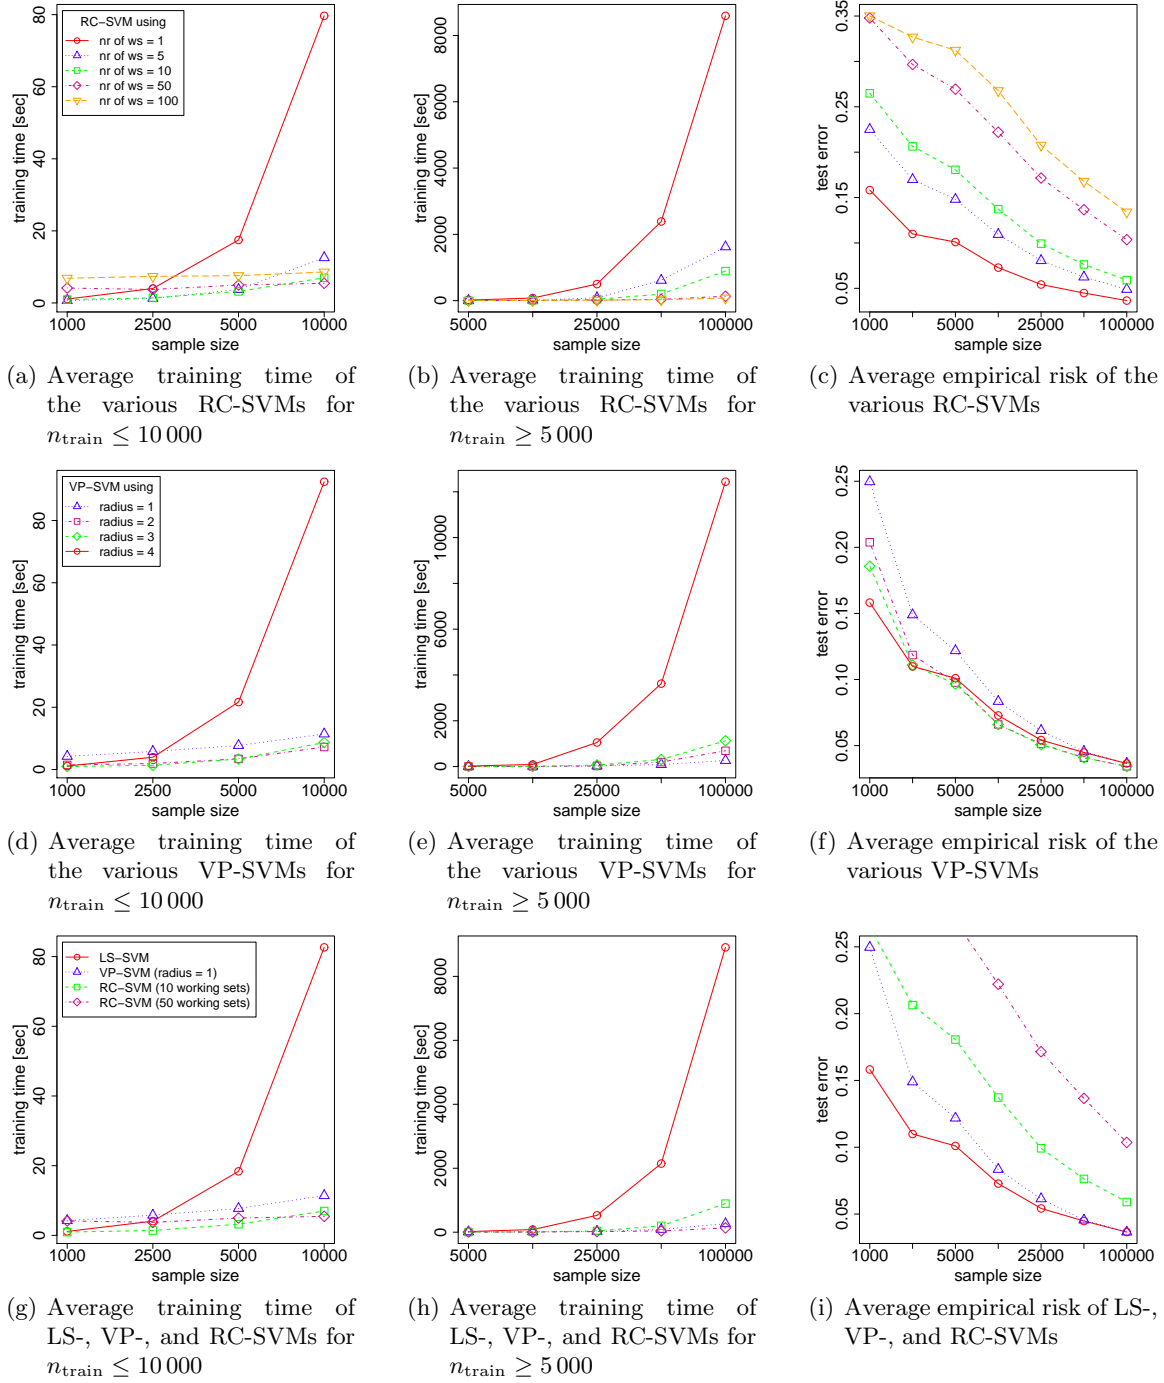 RC−SVM using
nr of ws = 1
nr of ws = 5
nr of ws = 10
nr of ws = 50
nr of ws = 100
training time [sec]
0 20 40 60 80
1000 2500 5000 10000
sample size
training time [sec]
0 2000 4000 6000 8000
5000 25000 100000
sample size
test error
0.05 0.15 0.25 0.35
1000 5000 25000 100000
sample size
(a) Average training time of
the various RC-SVMs for
n_train ≤ 10 000
(b) Average training time of
the various RC-SVMs for
n_train ≥ 5 000
(c) Average empirical risk of the
various RC-SVMs
VP−SVM using
radius = 1
radius = 2
radius = 3
radius = 4
training time [sec]
0 20 40 60 80
1000 2500 5000 10000
sample size
training time [sec]
0 2000 4000 6000 10000
5000 25000 100000
sample size
test error
0.05 0.10 0.15 0.20 0.25
1000 5000 25000 100000
sample size
(d) Average training time of
the various VP-SVMs for
n_train ≤ 10 000
(e) Average training time of
the various VP-SVMs for
n_train ≥ 5 000
(f) Average empirical risk of the
various VP-SVMs
LS−SVM
VP−SVM (radius = 1)
RC−SVM (10 working sets)
RC−SVM (50 working sets)
training time [sec]
0 20 40 60 80
1000 2500 5000 10000
sample size
training time [sec]
0 2000 4000 6000 8000
5000 25000 100000
sample size
test error
0.05 0.10 0.15 0.20 0.25
1000 5000 25000 100000
sample size
(g) Average training time of
LS-, VP-, and RC-SVMs for
n_train ≤ 10 000
(h) Average training time of
LS-, VP-, and RC-SVMs for
n_train ≥ 5 000
(i) Average empirical risk of LS-,
VP-, and RC-SVMs